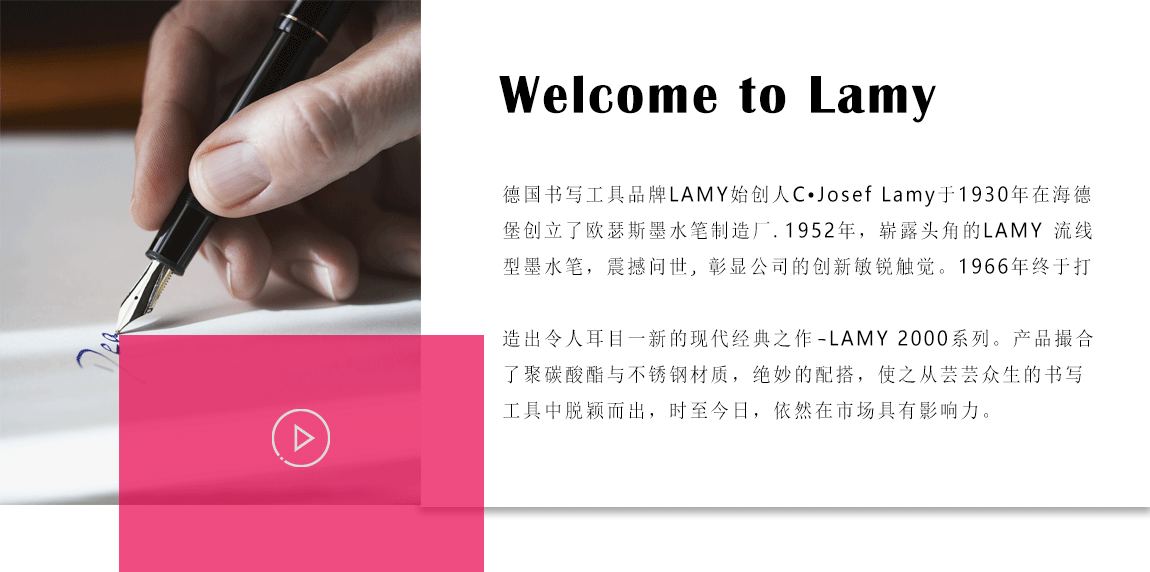 Welcome to Lamy
德国书写工具品牌LAMY始创人C•Josef Lamy于1930年在海德
堡创立了欧瑟斯墨水笔制造厂. 1952年，崭露头角的LAMY 流线
型墨水笔，震撼问世, 彰显公司的创新敏锐触觉。1966年终于打
造出令人耳目一新的现代经典之作 –LAMY 2000系列。产品撮合
了聚碳酸酯与不锈钢材质，绝妙的配搭，使之从芸芸众生的书写
工具中脱颖而出，时至今日，依然在市场具有影响力。
Dea